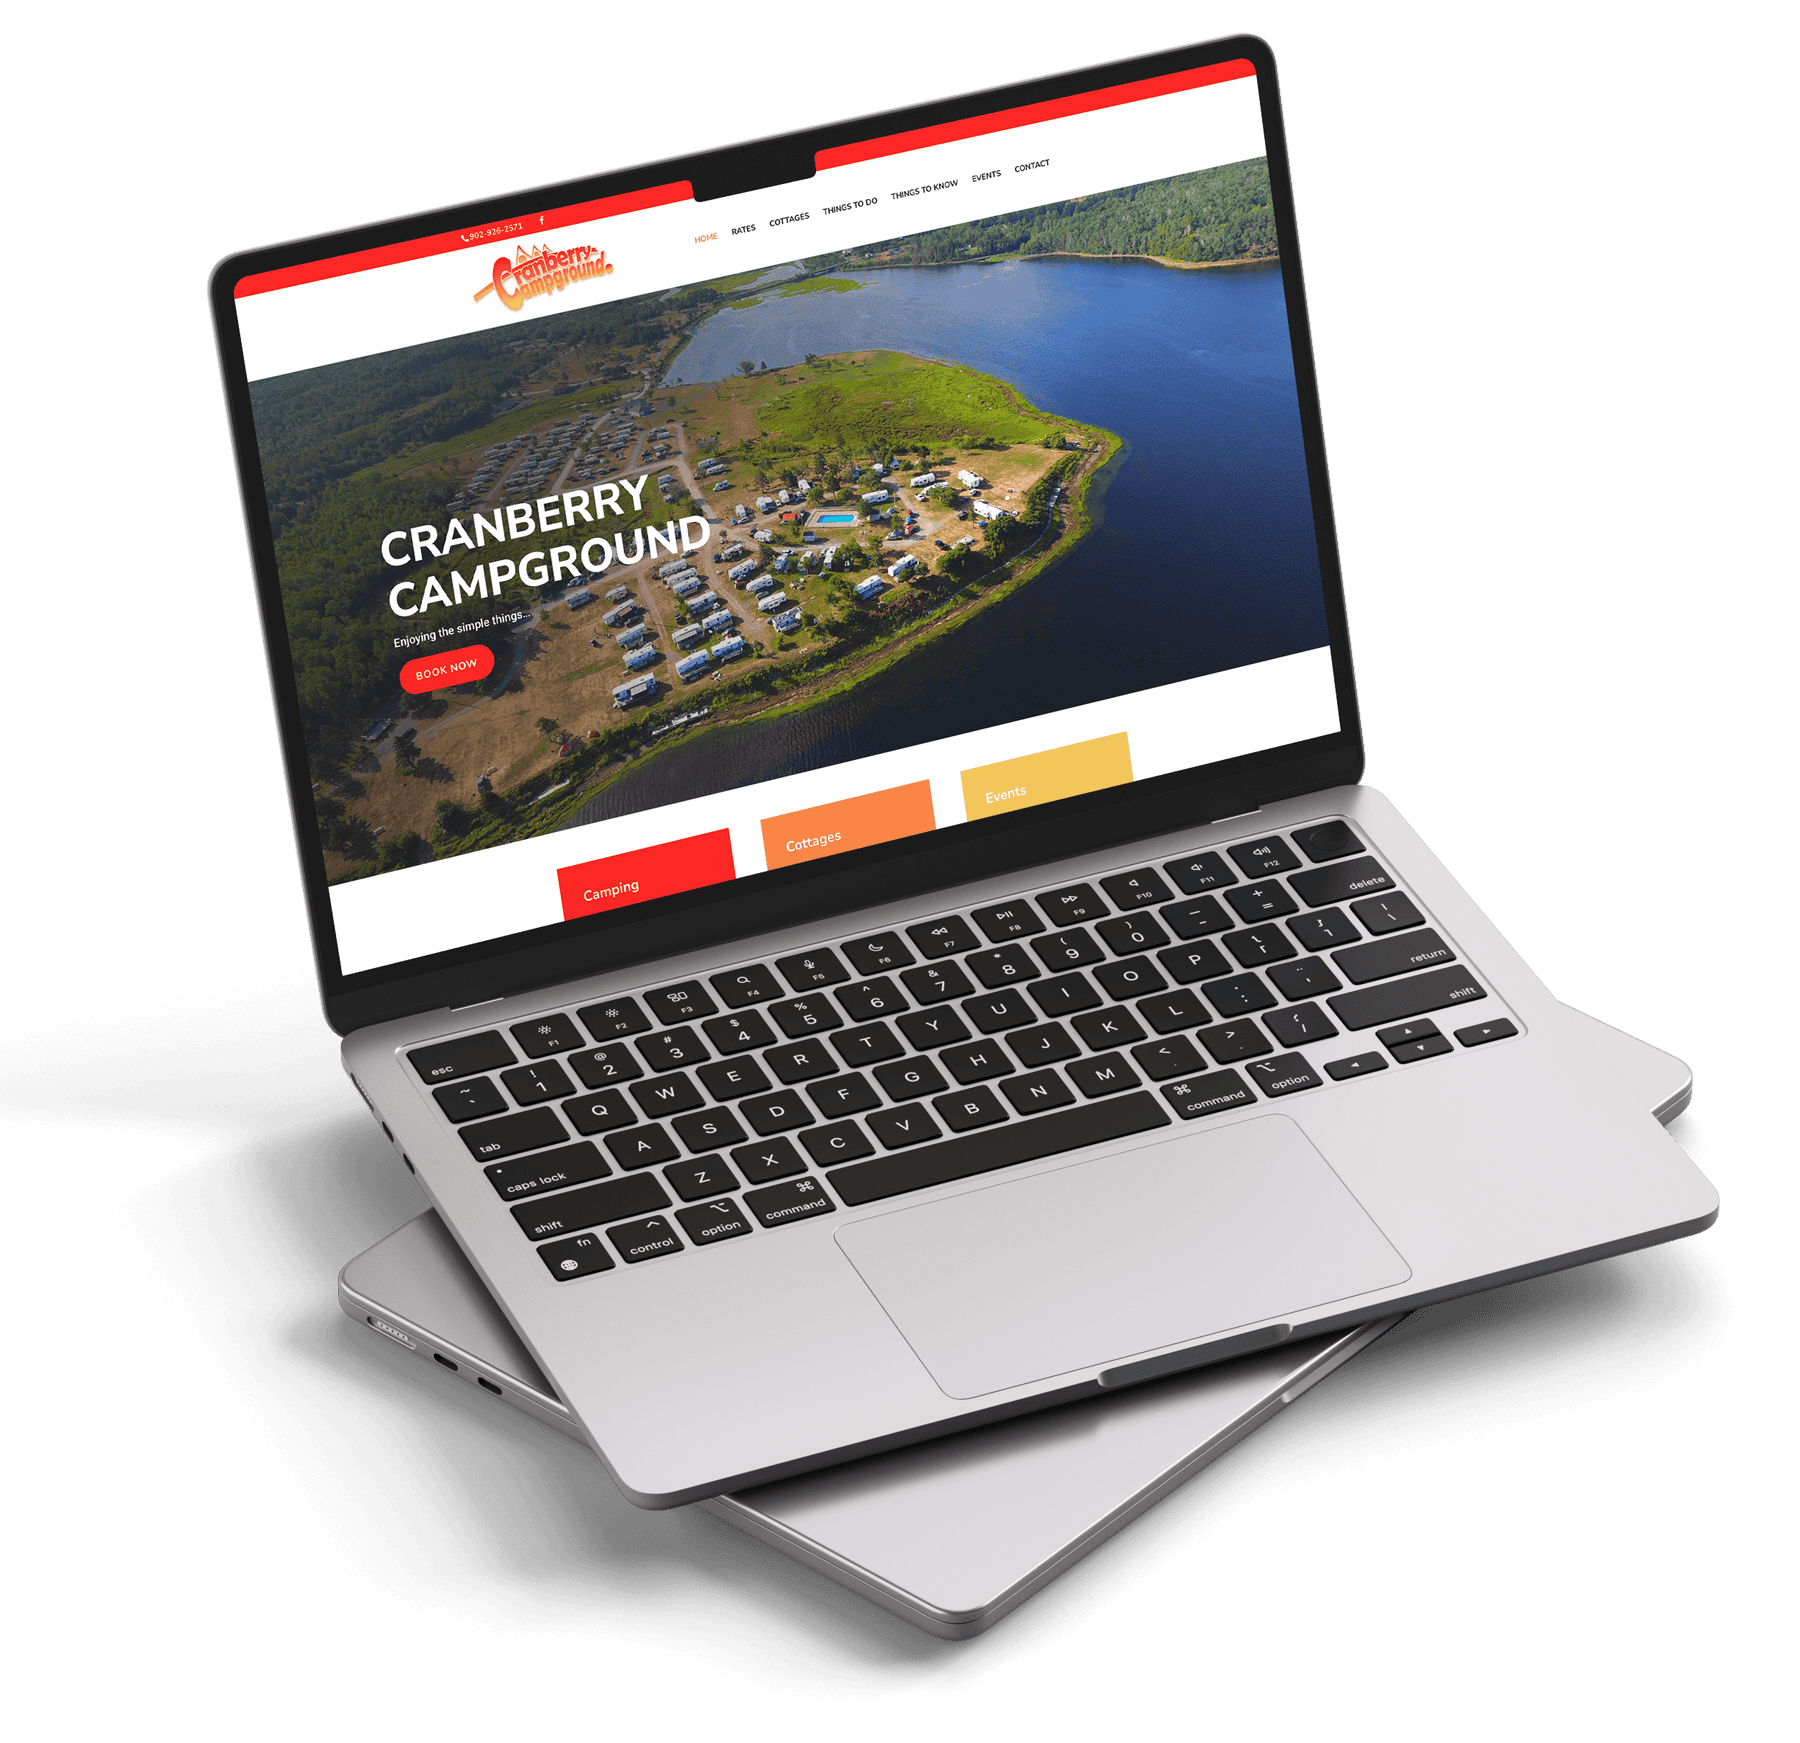 902-926-2571
Cranberry
Campground
HOME RATES COTTAGES THINGS TO DO THINGS TO KNOW EVENTS CONTACT
CRANBERRY
CAMPGROUND
Enjoying the simple things...
BOOK NOW
Camping
Cottages
Events
esc F1 F2 F3 F4 F5 F6 F7 F8 F9 F10 F11 F12
~ ` ! 1 @ 2 # 3 $ 4 % 5 ^ 6 & 7 * 8 ( 9 ) 0 _ - + = delete
tab Q W E R T Y U I O P { [ } ] | \
caps lock A S D F G H J K L : ; " ' return
shift Z X C V B N M < , > . ? / shift
fn control option command command option